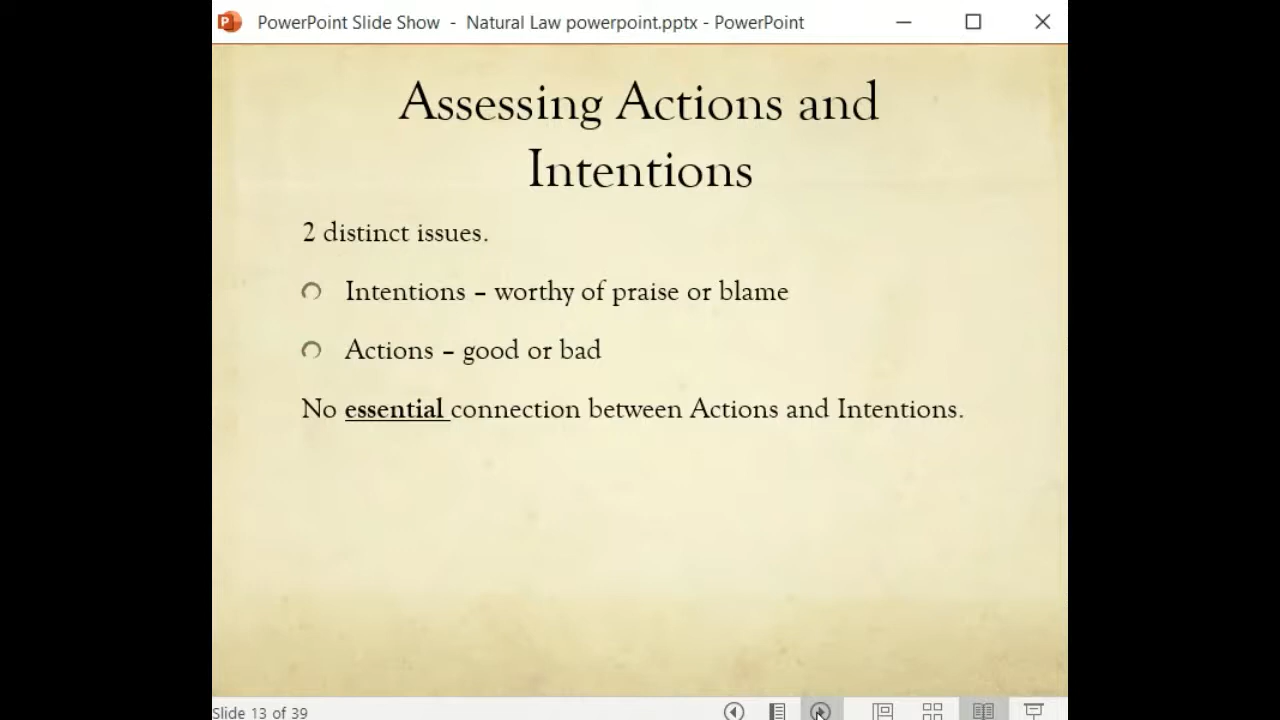 PowerPoint Slide Show - Natural Law powerpoint.pptx - PowerPoint
Assessing Actions and
Intentions
2 distinct issues.
Intentions – worthy of praise or blame
Actions – good or bad
No essential connection between Actions and Intentions.
Slide 13 of 39